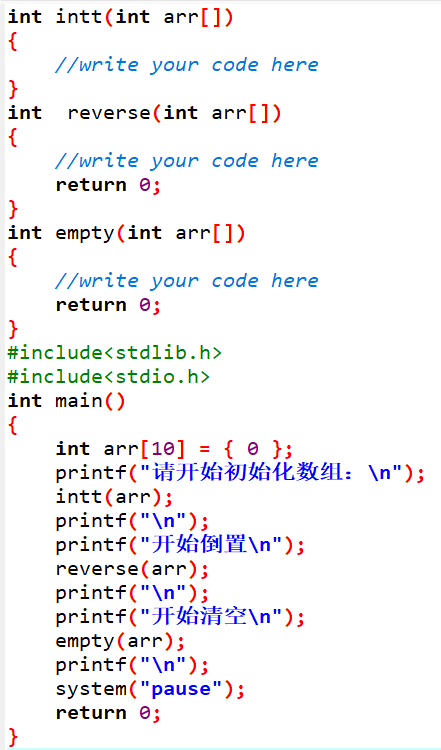 int intt(int arr[])
{
    //write your code here
}
int  reverse(int arr[])
{
    //write your code here
    return 0;
}
int empty(int arr[])
{
    //write your code here
    return 0;
}
#include<stdlib.h>
#include<stdio.h>
int main()
{
    int arr[10] = { 0 };
    printf("请开始初始化数组：\n");
    intt(arr);
    printf("\n");
    printf("开始倒置\n");
    reverse(arr);
    printf("\n");
    printf("开始清空\n");
    empty(arr);
    printf("\n");
    system("pause");
    return 0;
}